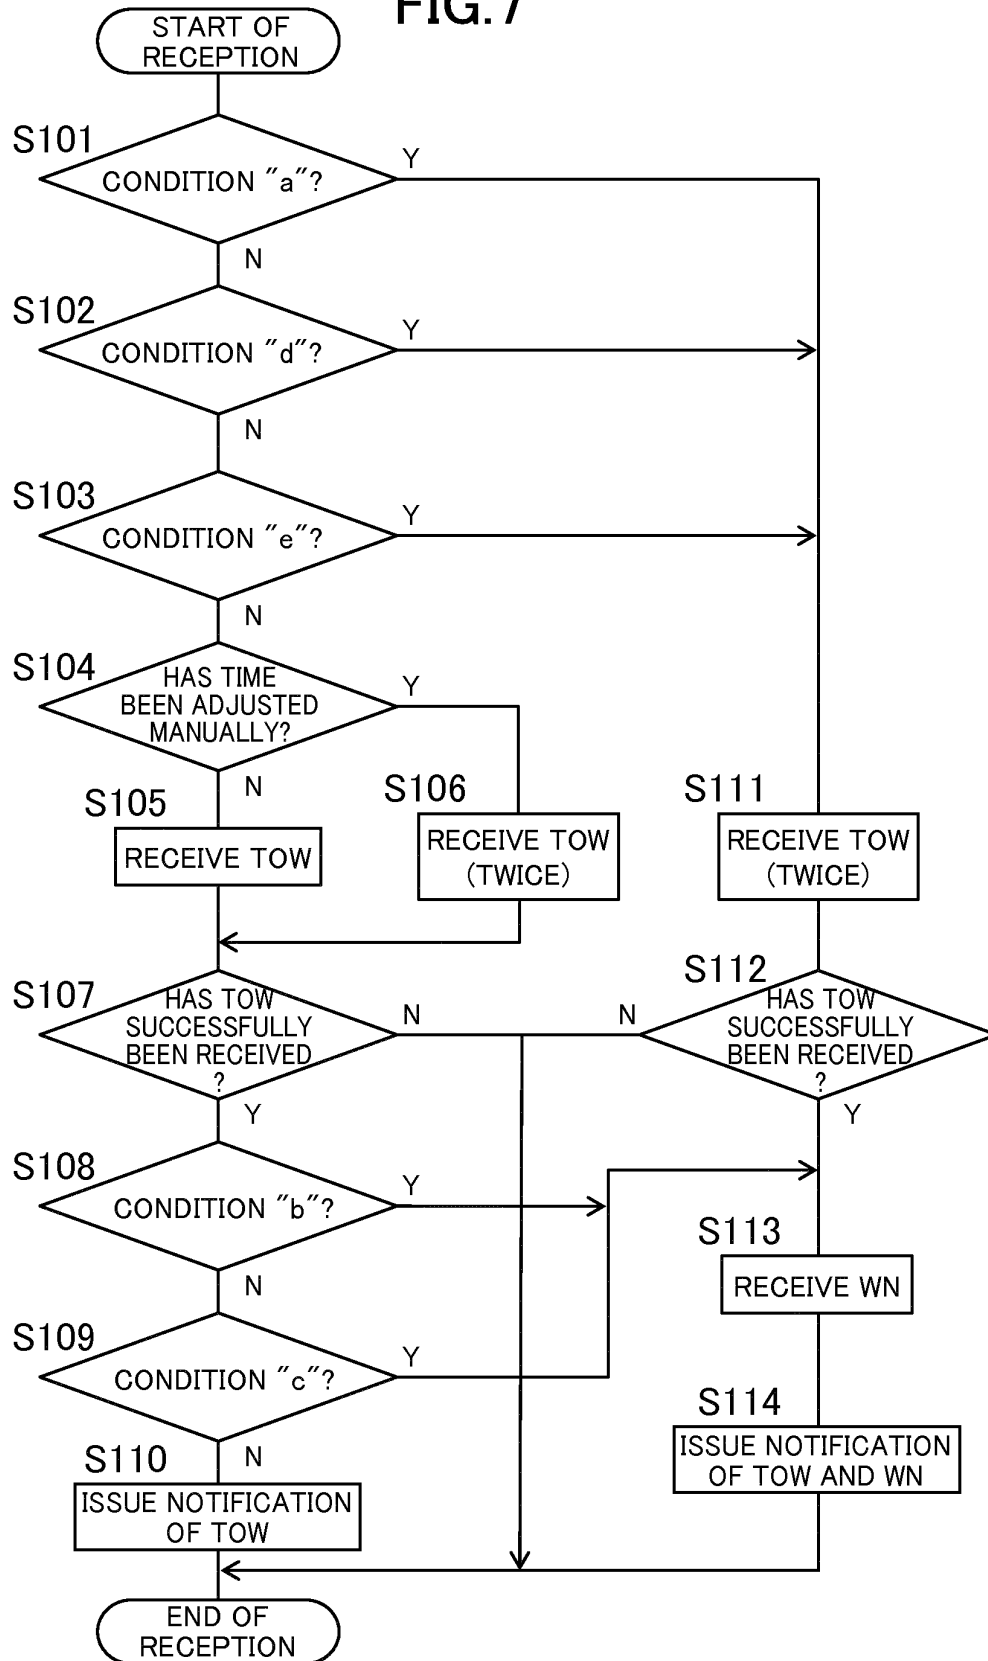 FIG.7
START OF
RECEPTION
S101
CONDITION "a"?
Y
N
S102
CONDITION "d"?
Y
N
S103
CONDITION "e"?
Y
N
S104
HAS TIME
BEEN ADJUSTED
MANUALLY?
Y
N
S105
RECEIVE TOW
S106
RECEIVE TOW
(TWICE)
S111
RECEIVE TOW
(TWICE)
S107
HAS TOW
SUCCESSFULLY
BEEN RECEIVED
?
N
Y
S112
HAS TOW
SUCCESSFULLY
BEEN RECEIVED
?
N
Y
S108
CONDITION "b"?
Y
N
S113
RECEIVE WN
S109
CONDITION "c"?
Y
N
S114
ISSUE NOTIFICATION
OF TOW AND WN
S110
ISSUE NOTIFICATION
OF TOW
END OF
RECEPTION